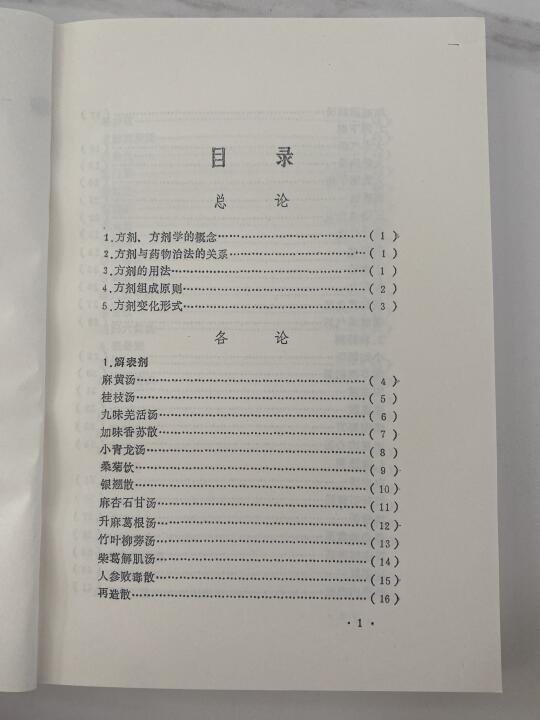 目 录
总 论
1.方剂、方剂学的概念……………………………………( 1 )
2.方剂与药物治法的关系…………………………………( 1 )
3.方剂的用法………………………………………………( 1 )
4.方剂组成原则……………………………………………( 2 )
5.方剂变化形式……………………………………………( 3 )
各 论
1.解表剂
麻黄汤………………………………………………………( 4 )
桂枝汤………………………………………………………( 5 )
九味羌活汤…………………………………………………( 6 )
加味香苏散…………………………………………………( 7 )
小青龙汤……………………………………………………( 8 )
桑菊饮………………………………………………………( 9 )
银翘散………………………………………………………( 10 )
麻杏石甘汤…………………………………………………( 11 )
升麻葛根汤…………………………………………………( 12 )
竹叶柳蒡汤…………………………………………………( 13 )
柴葛解肌汤…………………………………………………( 14 )
人参败毒散…………………………………………………( 15 )
再造散………………………………………………………( 16 )
· 1 ·